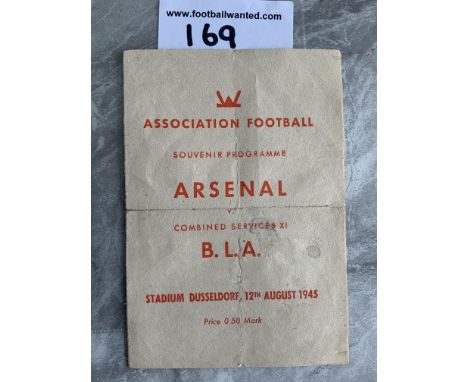 www.footballwanted.com
169
ASSOCIATION FOOTBALL
SOUVENIR PROGRAMME
ARSENAL
V.
COMBINED SERVICES XI
B.L.A.
STADIUM DUSSELDORF, 12TH AUGUST 1945
Price 0.50 Mark